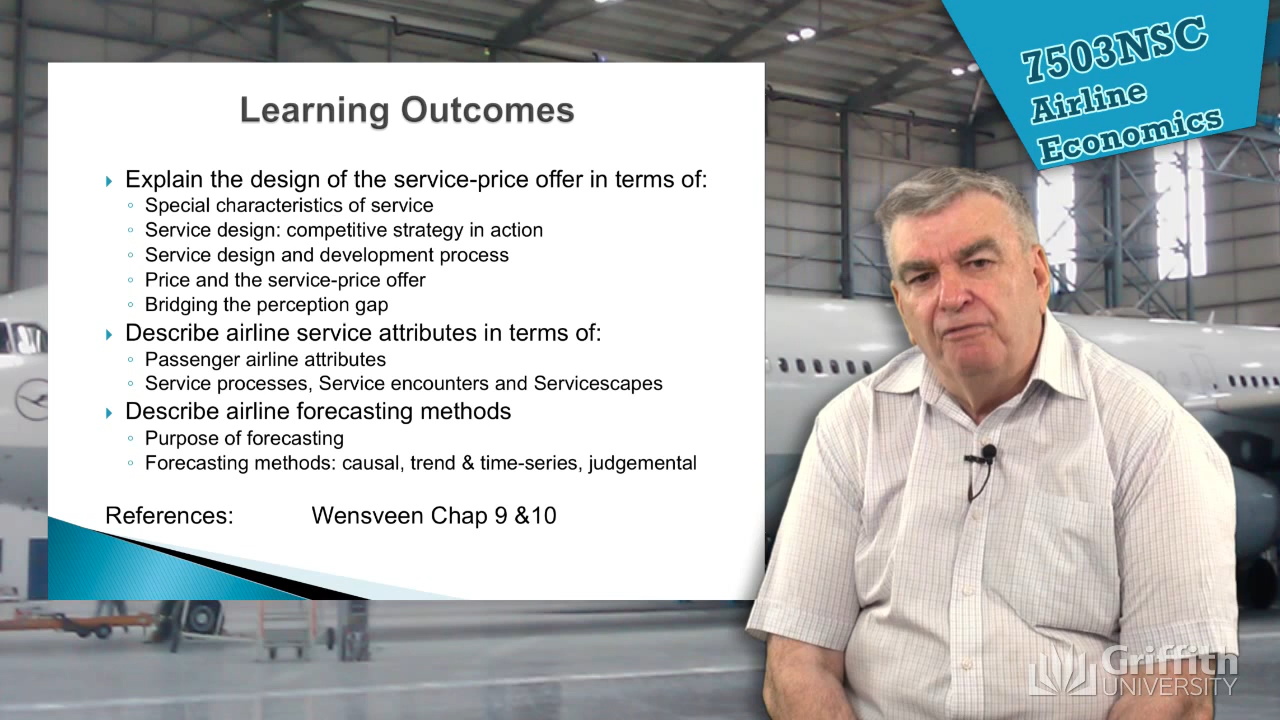 Learning Outcomes
Explain the design of the service-price offer in terms of:
Special characteristics of service
Service design: competitive strategy in action
Service design and development process
Price and the service-price offer
Bridging the perception gap
Describe airline service attributes in terms of:
Passenger airline attributes
Service processes, Service encounters and Servicescapes
Describe airline forecasting methods
Purpose of forecasting
Forecasting methods: causal, trend & time-series, judgemental
References: Wensveen Chap 9 &10
7503NSC
Airline
Economics
Griffith
UNIVERSITY